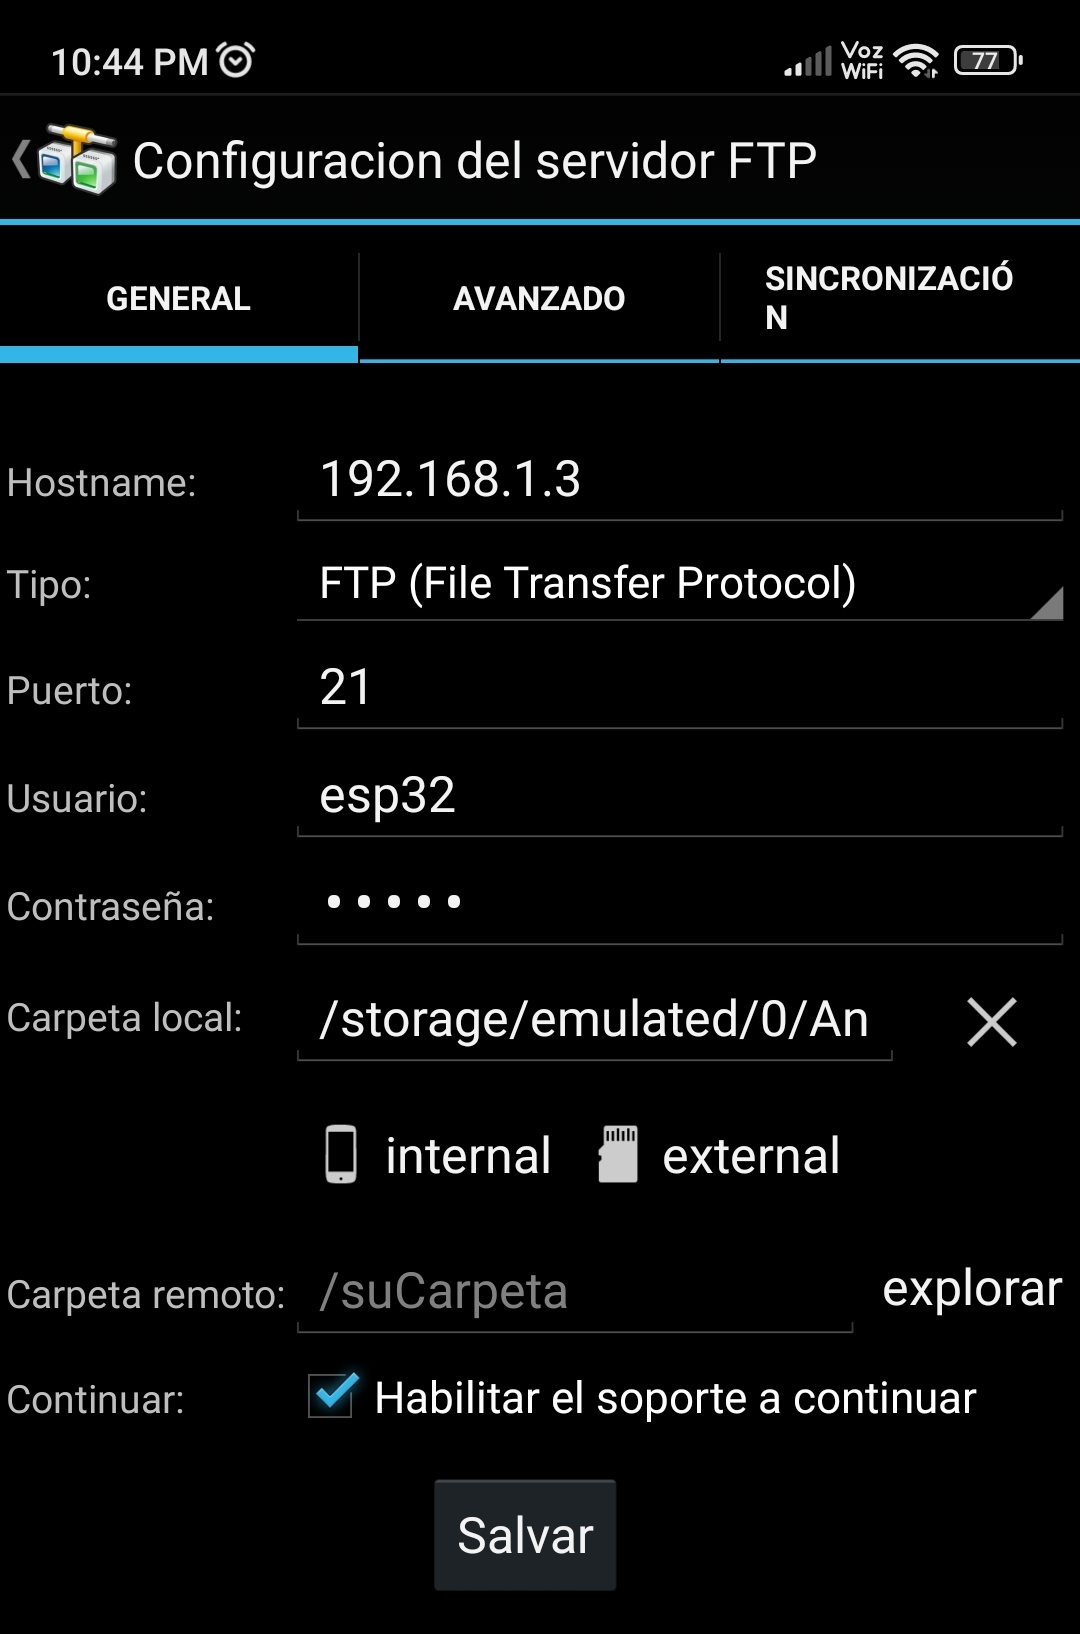 10:44 PM
Voz
WiFi
77
Configuracion del servidor FTP
GENERAL
AVANZADO
SINCRONIZACIÓ
N
Hostname: 192.168.1.3
Tipo: FTP (File Transfer Protocol)
Puerto: 21
Usuario: esp32
Contraseña: •••••
Carpeta local: /storage/emulated/0/An
internal external
Carpeta remoto: /suCarpeta explorar
Continuar: Habilitar el soporte a continuar
Salvar